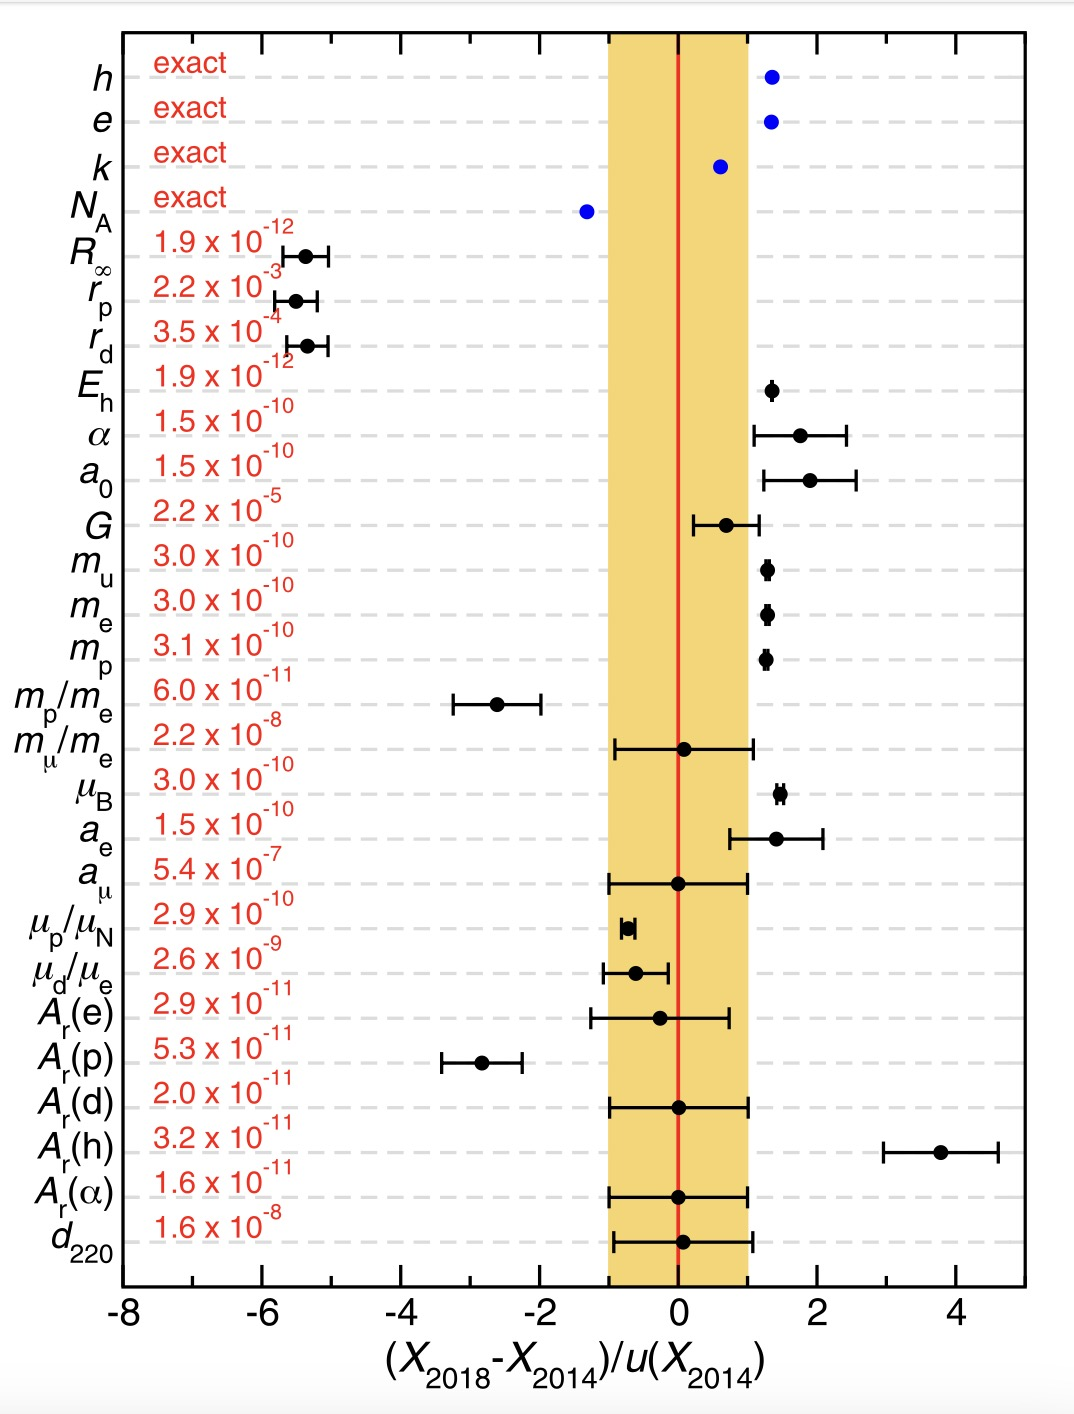 h exact
e exact
k exact
N_A exact
R_∞ 1.9 x 10^-12
r_p 2.2 x 10^-3
r_d 3.5 x 10^-4
E_h 1.9 x 10^-12
α 1.5 x 10^-10
a_0 1.5 x 10^-10
G 2.2 x 10^-5
m_u 3.0 x 10^-10
m_e 3.0 x 10^-10
m_p 3.1 x 10^-10
m_p/m_e 6.0 x 10^-11
m_μ/m_e 2.2 x 10^-8
μ_B 3.0 x 10^-10
a_e 1.5 x 10^-10
a_μ 5.4 x 10^-7
μ_p/μ_N 2.9 x 10^-10
μ_d/μ_e 2.6 x 10^-9
A_r(e) 2.9 x 10^-11
A_r(p) 5.3 x 10^-11
A_r(d) 2.0 x 10^-11
A_r(h) 3.2 x 10^-11
A_r(α) 1.6 x 10^-11
d_220 1.6 x 10^-8
-8 -6 -4 -2 0 2 4
(X_2018-X_2014)/u(X_2014)